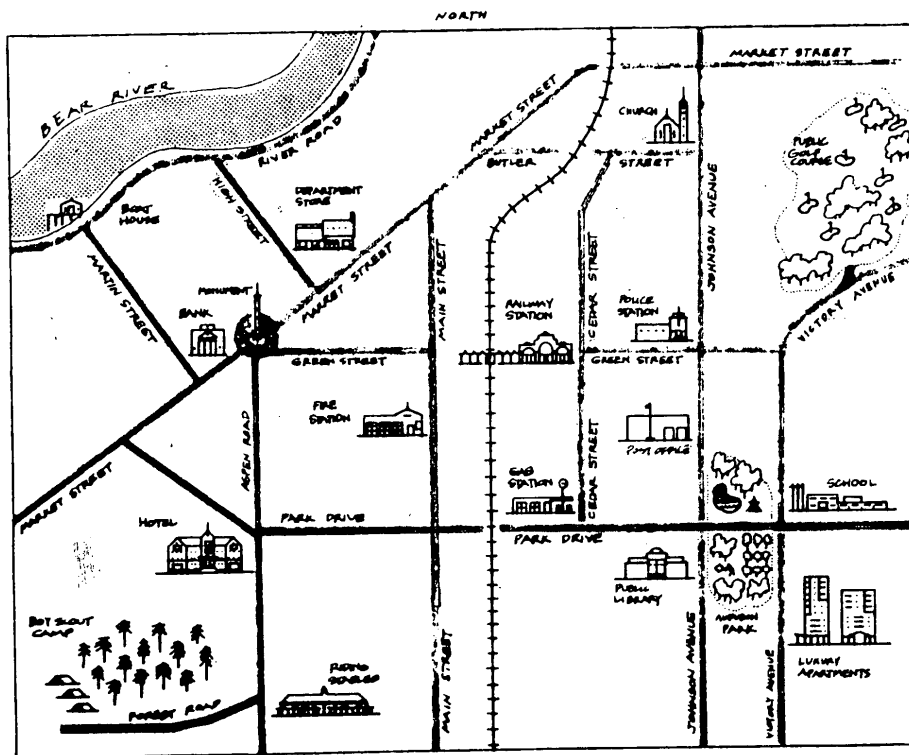 NORTH
MARKET STREET
BEAR RIVER
RIVER ROAD
MARKET STREET
CHURCH
BUTLER STREET
PUBLIC
GOLF
COURSE
HIGH STREET
DEPARTMENT
STORE
BOAT
HOUSE
MARTIN STREET
MONUMENT
BANK
MARKET STREET
MAIN STREET
RAILWAY
STATION
CEDAR STREET
POLICE
STATION
JOHNSON AVENUE
VICTORY AVENUE
GREEN STREET
GREEN STREET
FIRE
STATION
ASPEN ROAD
POST OFFICE
CEDAR STREET
GAS
STATION
MARKET STREET
SCHOOL
HOTEL
PARK DRIVE
PARK DRIVE
PUBLIC
LIBRARY
PARK
BOY SCOUT
CAMP
RIDING
STABLES
MAIN STREET
JOHNSON AVENUE
VICTORY AVENUE
LUXURY
APARTMENTS
FOREST ROAD